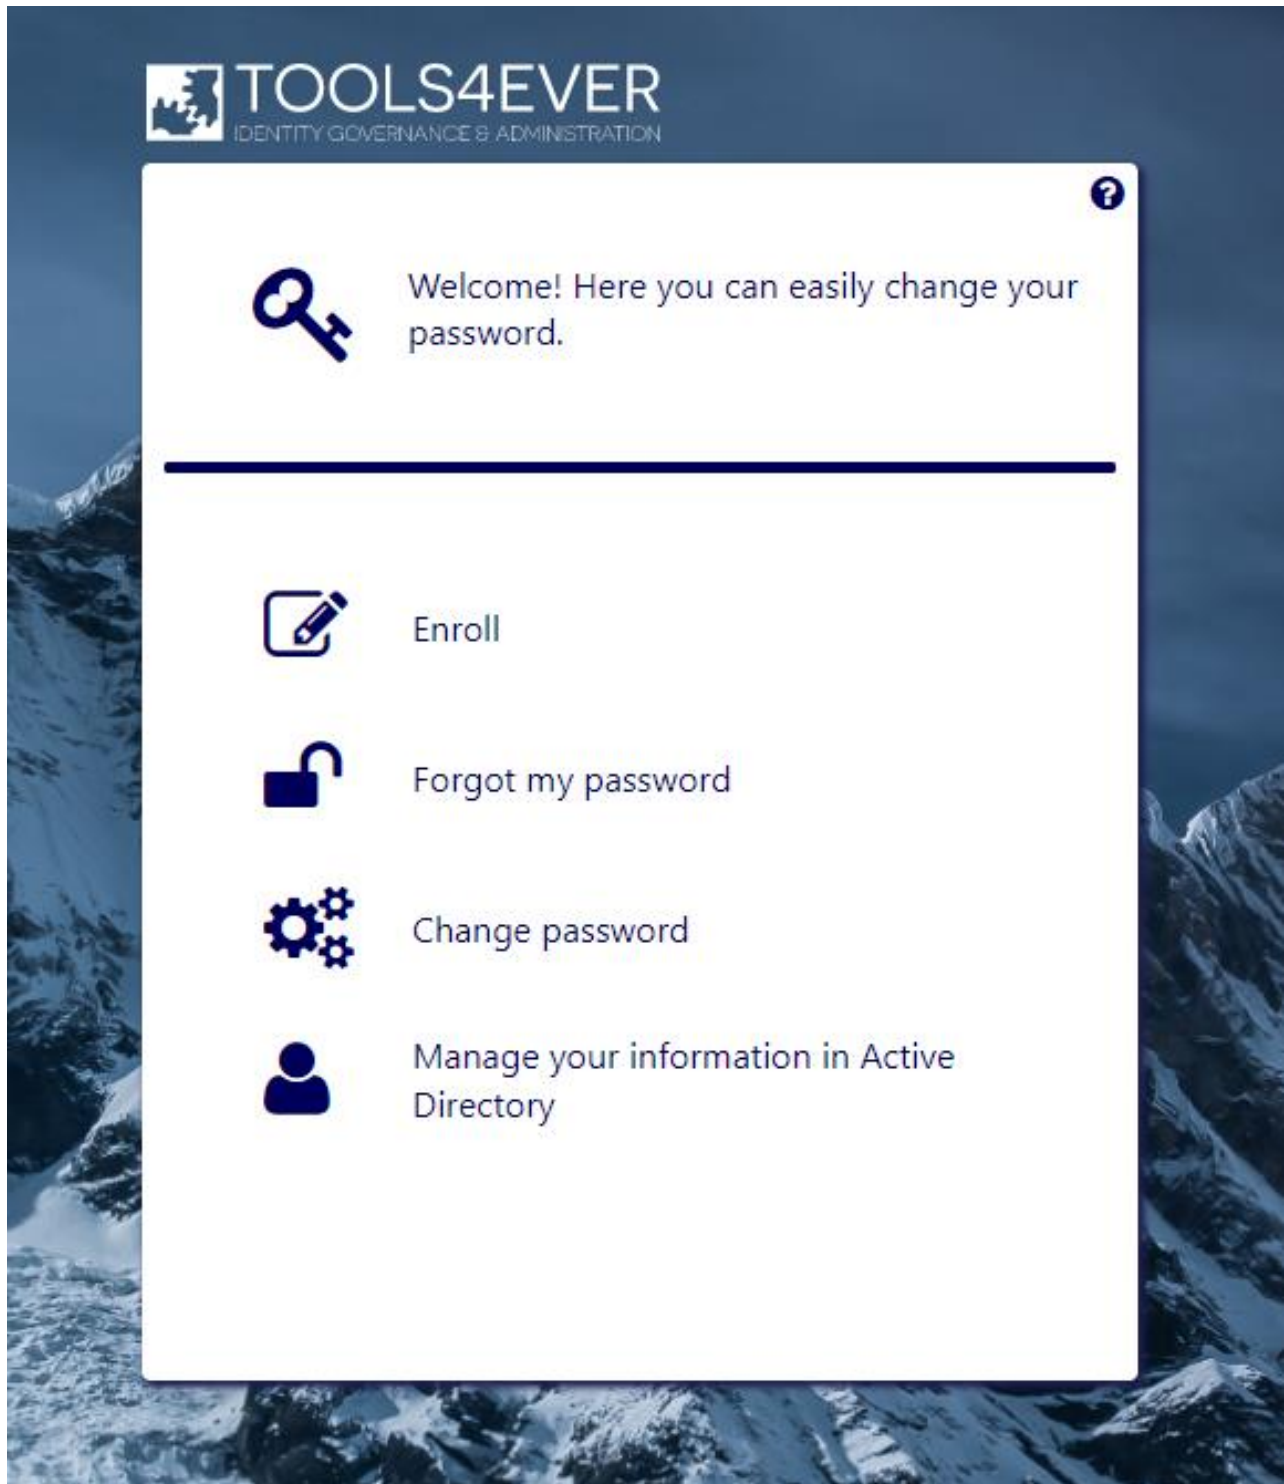 TOOLS4EVER
IDENTITY GOVERNANCE & ADMINISTRATION
?
Welcome! Here you can easily change your
password.
Enroll
Forgot my password
Change password
Manage your information in Active
Directory